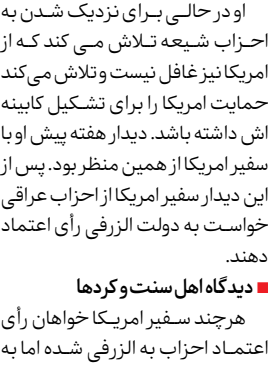 او در حالی برای نزدیک شدن به
احزاب شیعه تلاش می کند که از
امریکا نیز غافل نیست و تلاش می‌کند
حمایت امریکا را برای تشکیل کابینه
اش داشته باشد. دیدار هفته پیش او با
سفیر امریکا از همین منظر بود. پس از
این دیدار سفیر امریکا از احزاب عراقی
خواست به دولت الزرفی رأی اعتماد
دهند.
■ دیدگاه اهل سنت و کردها
هرچند سفیر امریکا خواهان رأی
اعتماد احزاب به الزرفی شده اما به